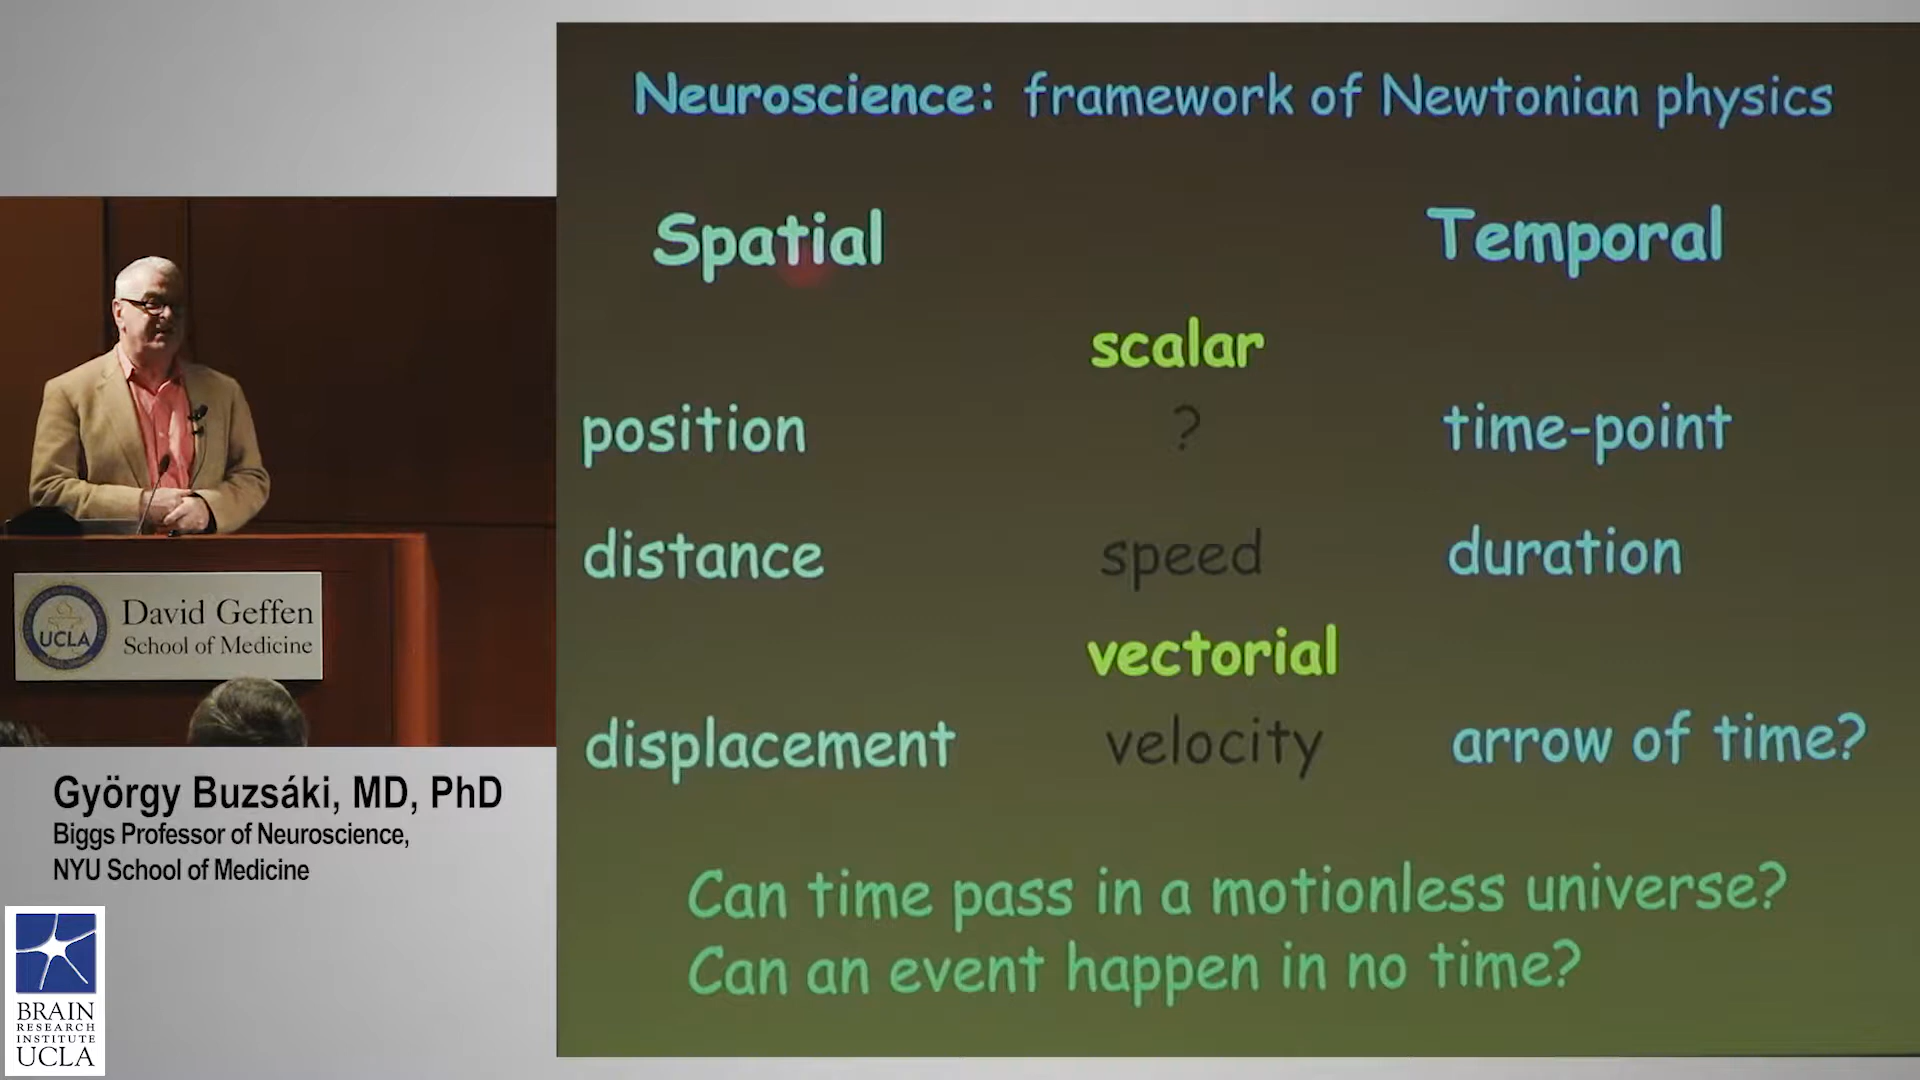 Neuroscience: framework of Newtonian physics
Spatial
Temporal
scalar
position
?
time-point
distance
speed
duration
vectorial
displacement
velocity
arrow of time?
Can time pass in a motionless universe?
Can an event happen in no time?
UCLA
David Geffen
School of Medicine
György Buzsáki, MD, PhD
Biggs Professor of Neuroscience,
NYU School of Medicine
BRAIN
RESEARCH
INSTITUTE
UCLA